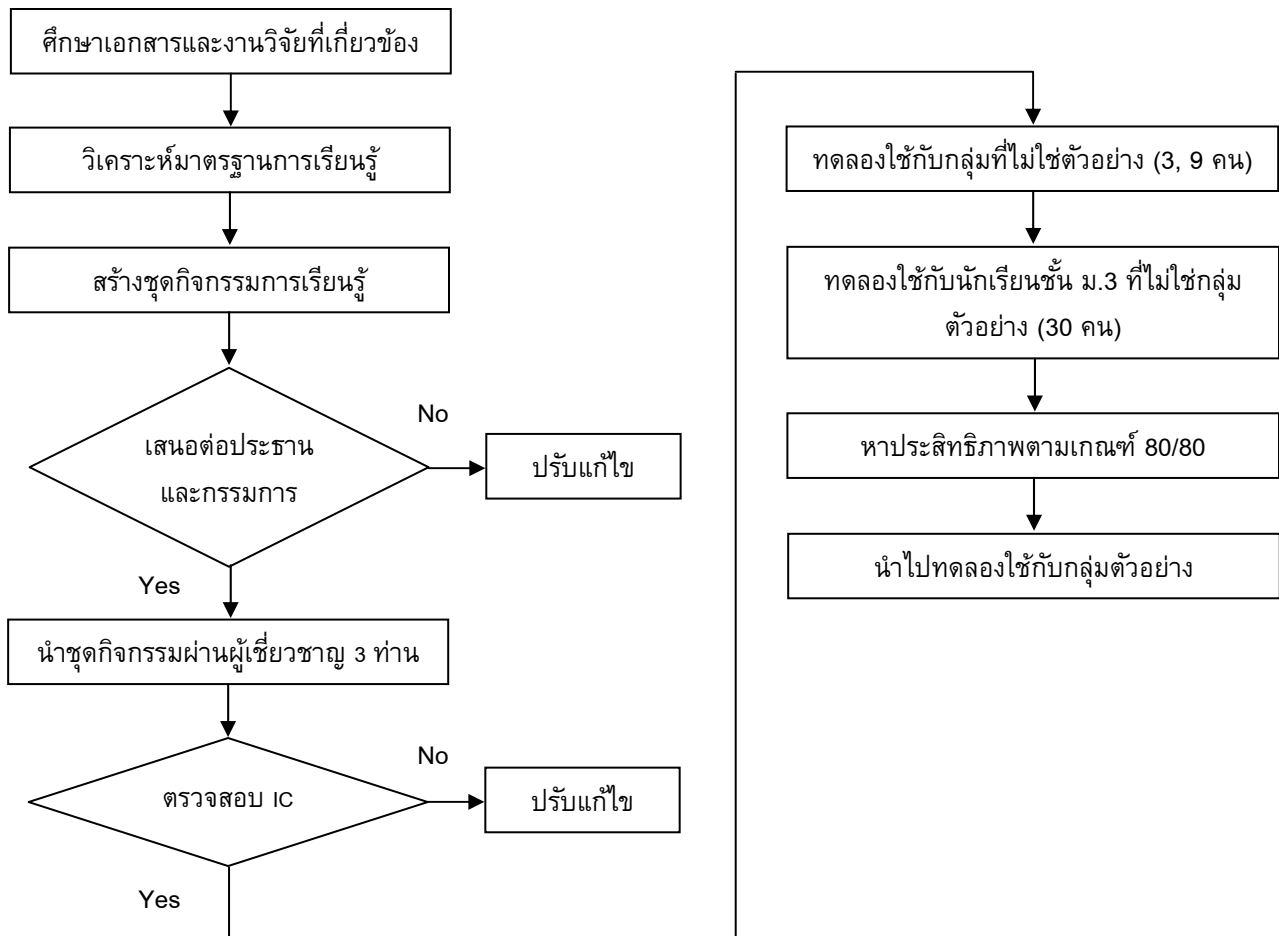 ศึกษาเอกสารและงานวิจัยที่เกี่ยวข้อง
วิเคราะห์มาตรฐานการเรียนรู้
สร้างชุดกิจกรรมการเรียนรู้
เสนอต่อประธาน
และกรรมการ
No
ปรับแก้ไข
Yes
นำชุดกิจกรรมผ่านผู้เชี่ยวชาญ 3 ท่าน
ตรวจสอบ IC
No
ปรับแก้ไข
Yes
ทดลองใช้กับกลุ่มที่ไม่ใช่ตัวอย่าง (3, 9 คน)
ทดลองใช้กับนักเรียนชั้น ม.3 ที่ไม่ใช่กลุ่ม
ตัวอย่าง (30 คน)
หาประสิทธิภาพตามเกณฑ์ 80/80
นำไปทดลองใช้กับกลุ่มตัวอย่าง